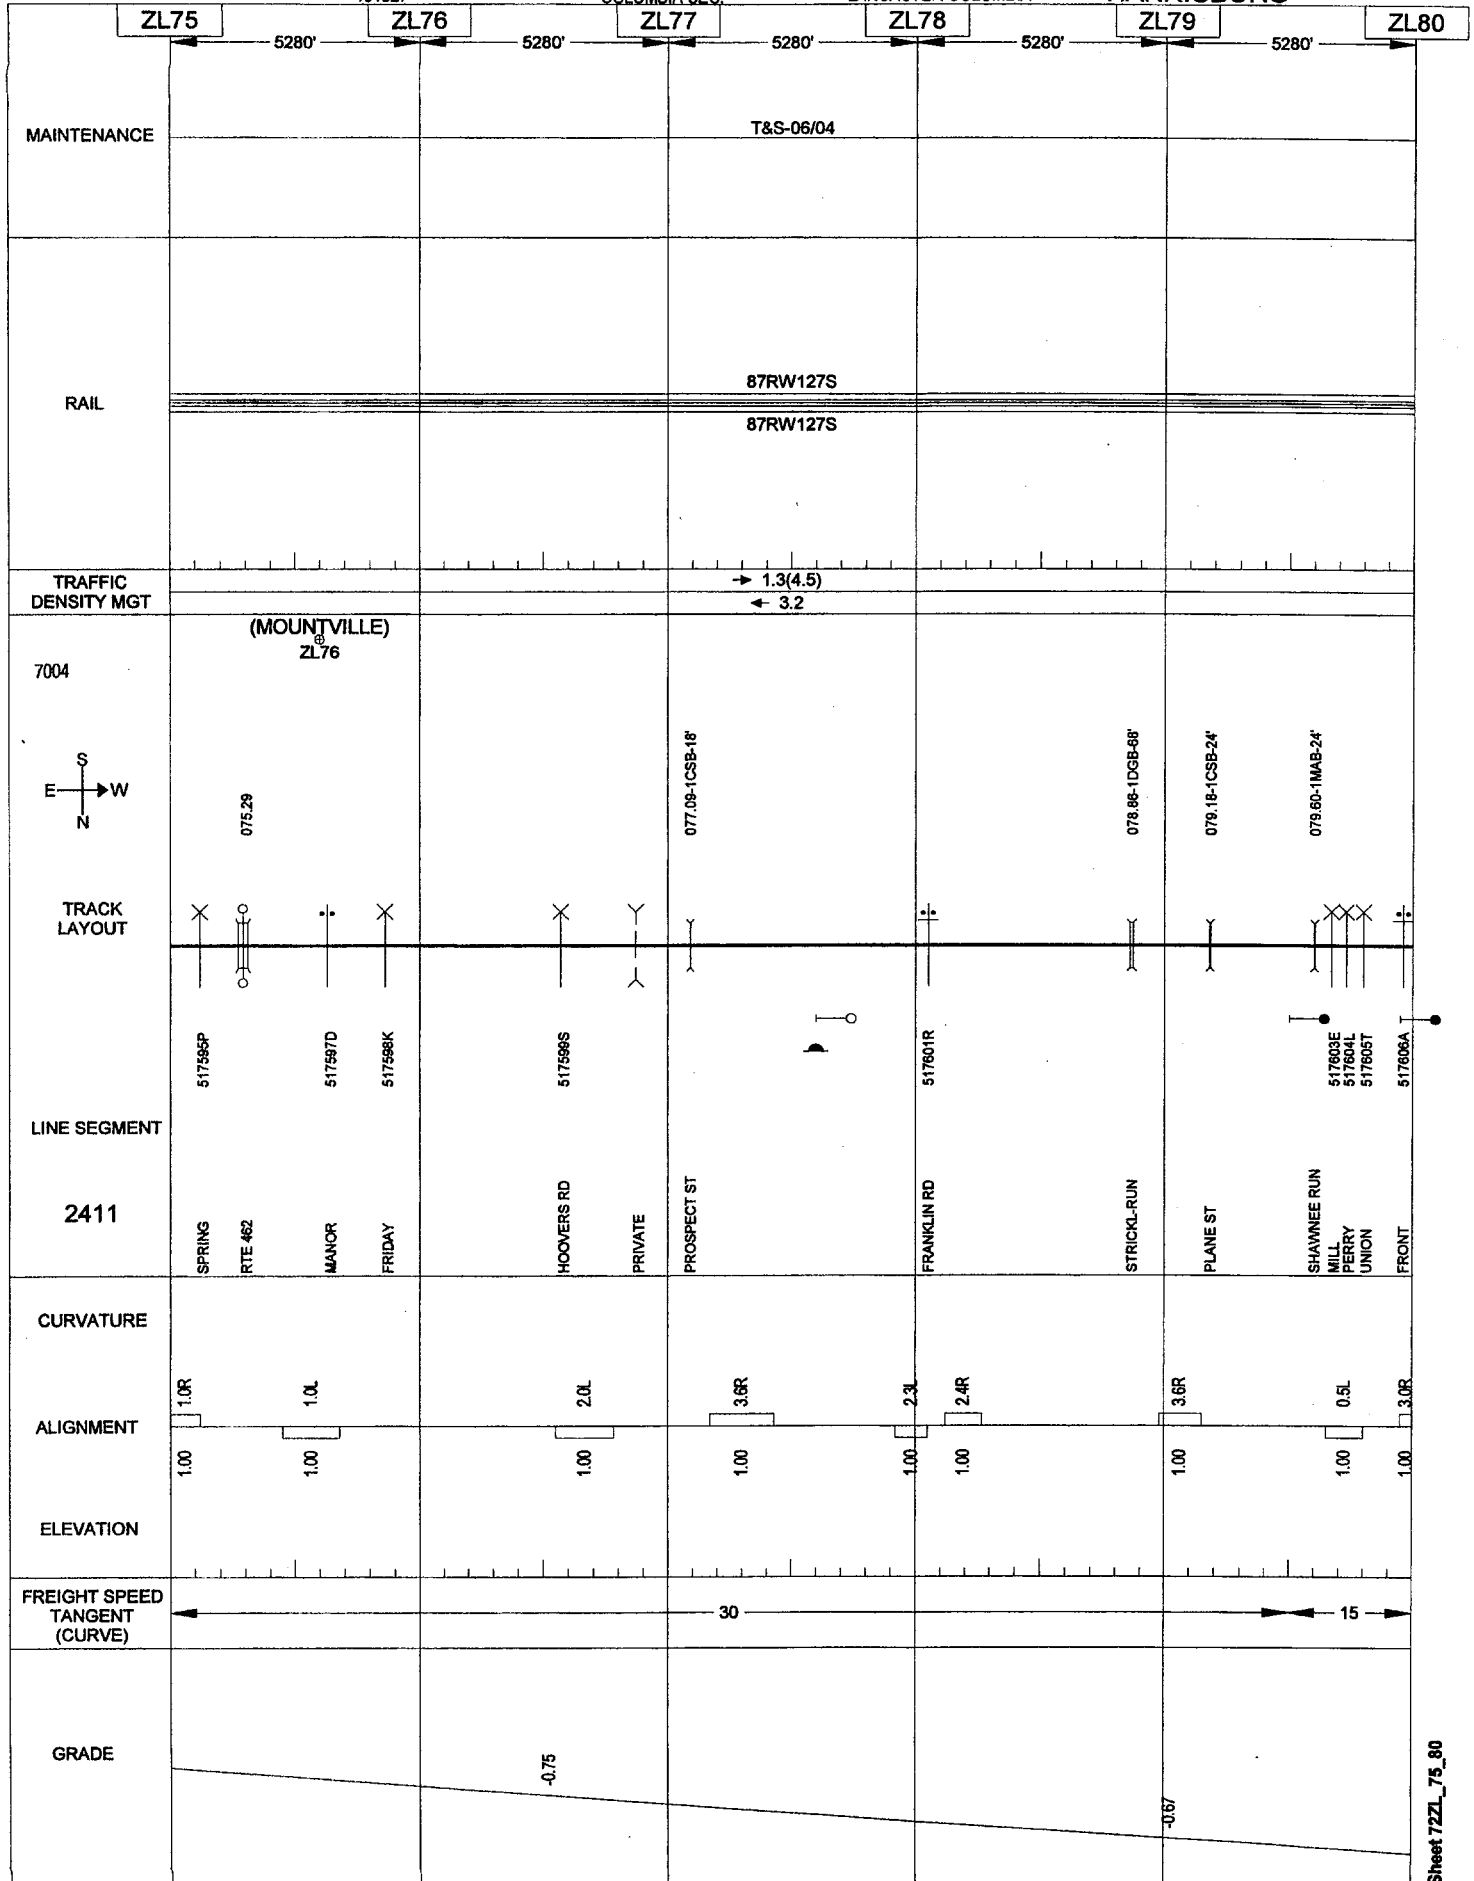 ZL75 ZL76 ZL77 ZL78 ZL79 ZL80
5280' 5280' 5280' 5280' 5280'
MAINTENANCE
T&S-06/04
RAIL
87RW127S
87RW127S
TRAFFIC
DENSITY MGT
1.3(4.5)
3.2
(MOUNTVILLE)
ZL76
7004
S
E W
N
075.29
077.09-1CSB-18'
078.86-1DGB-68'
079.18-1CSB-24'
079.60-1MAB-24'
TRACK
LAYOUT
517595P
517597D
517598K
517599S
517601R
517603E
517604L
517605T
517606A
LINE SEGMENT
2411
SPRING
RTE 462
MANOR
FRIDAY
HOOVERS RD
PRIVATE
PROSPECT ST
FRANKLIN RD
STRICKL-RUN
PLANE ST
SHAWNEE RUN
MILL
PERRY
UNION
FRONT
CURVATURE
1.0R 1.0L 2.0L 3.6R 2.3L 2.4R 3.6R 0.5L 3.0R
ALIGNMENT
1.00 1.00 1.00 1.00 1.00 1.00 1.00 1.00 1.00
ELEVATION
FREIGHT SPEED
TANGENT
(CURVE)
30
15
GRADE
-0.75
-0.67
Sheet 72ZL_75_80